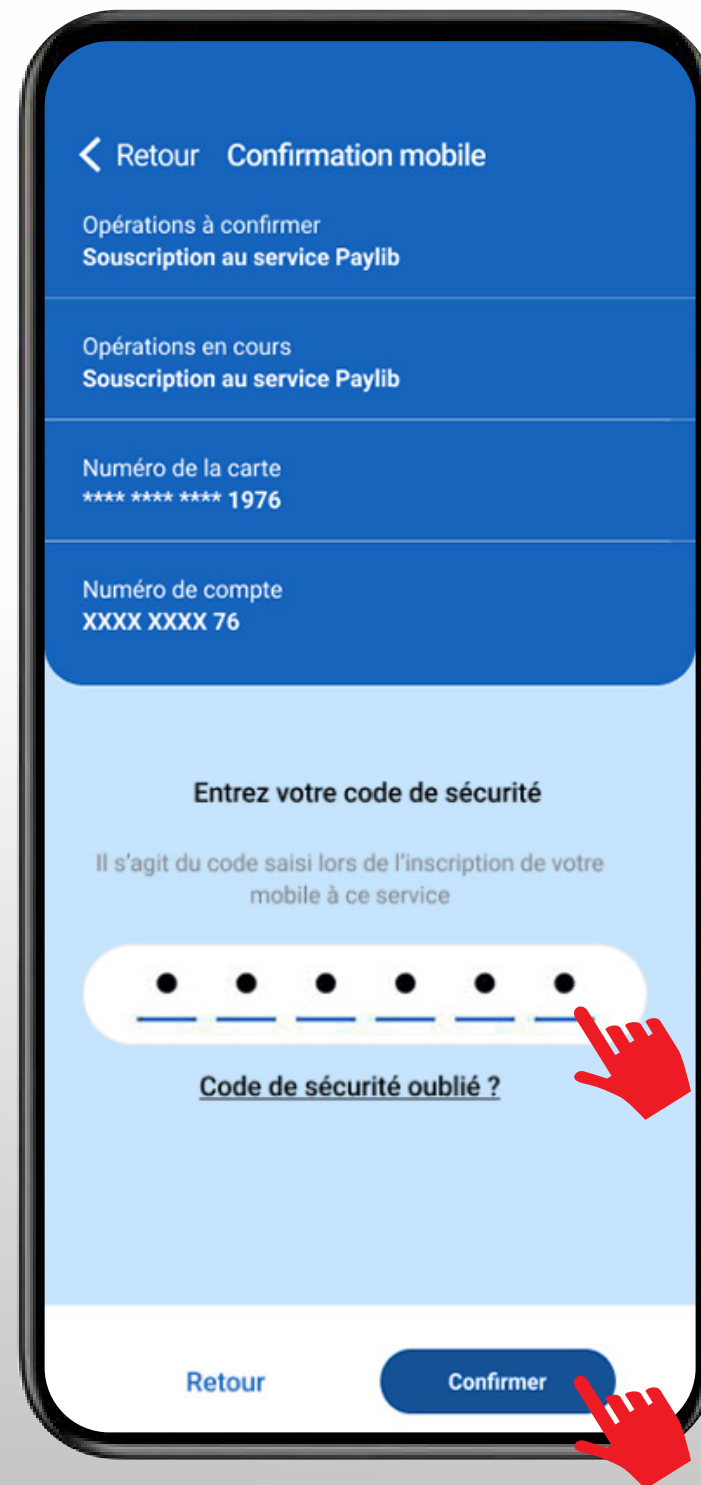 Retour Confirmation mobile
Opérations à confirmer
Souscription au service Paylib
Opérations en cours
Souscription au service Paylib
Numéro de la carte
**** **** **** 1976
Numéro de compte
XXXX XXXX 76
Entrez votre code de sécurité
Il s'agit du code saisi lors de l'inscription de votre
mobile à ce service
Code de sécurité oublié ?
Retour Confirmer